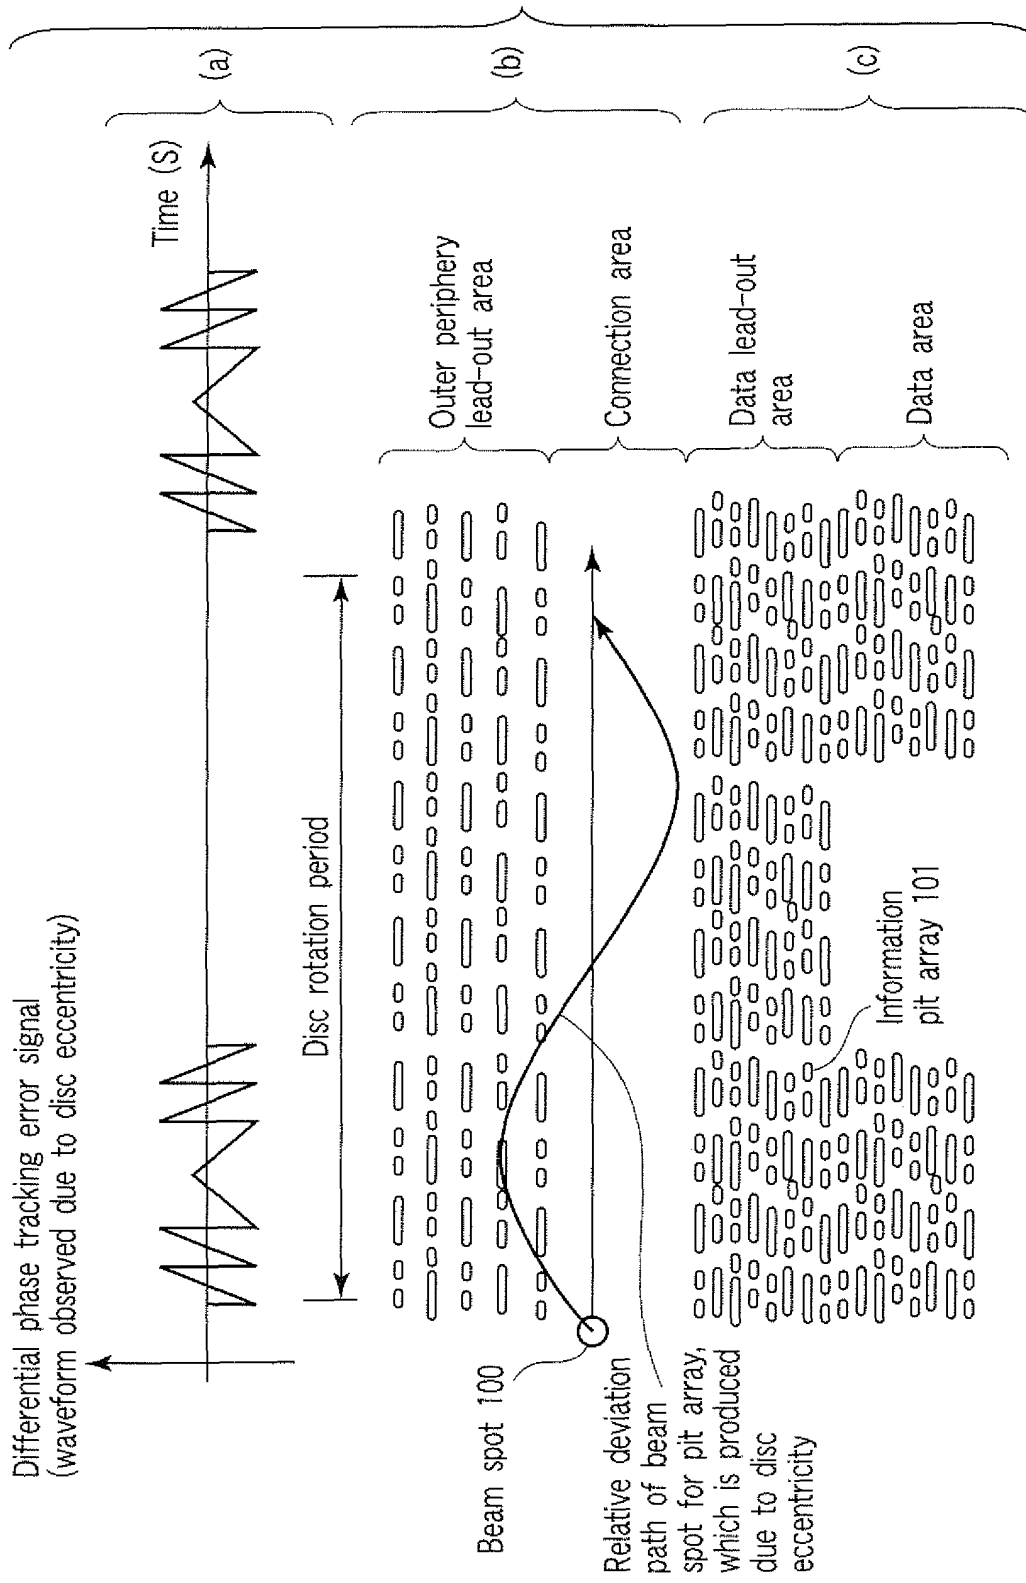 Differential phase tracking error signal
(waveform observed due to disc eccentricity)
Time (S)
(a)
Disc rotation period
Outer periphery
lead-out area
(b)
Beam spot 100
Connection area
Relative deviation
path of beam
spot for pit array,
which is produced
due to disc
eccentricity
Data lead-out
area
(c)
Information
pit array 101
Data area